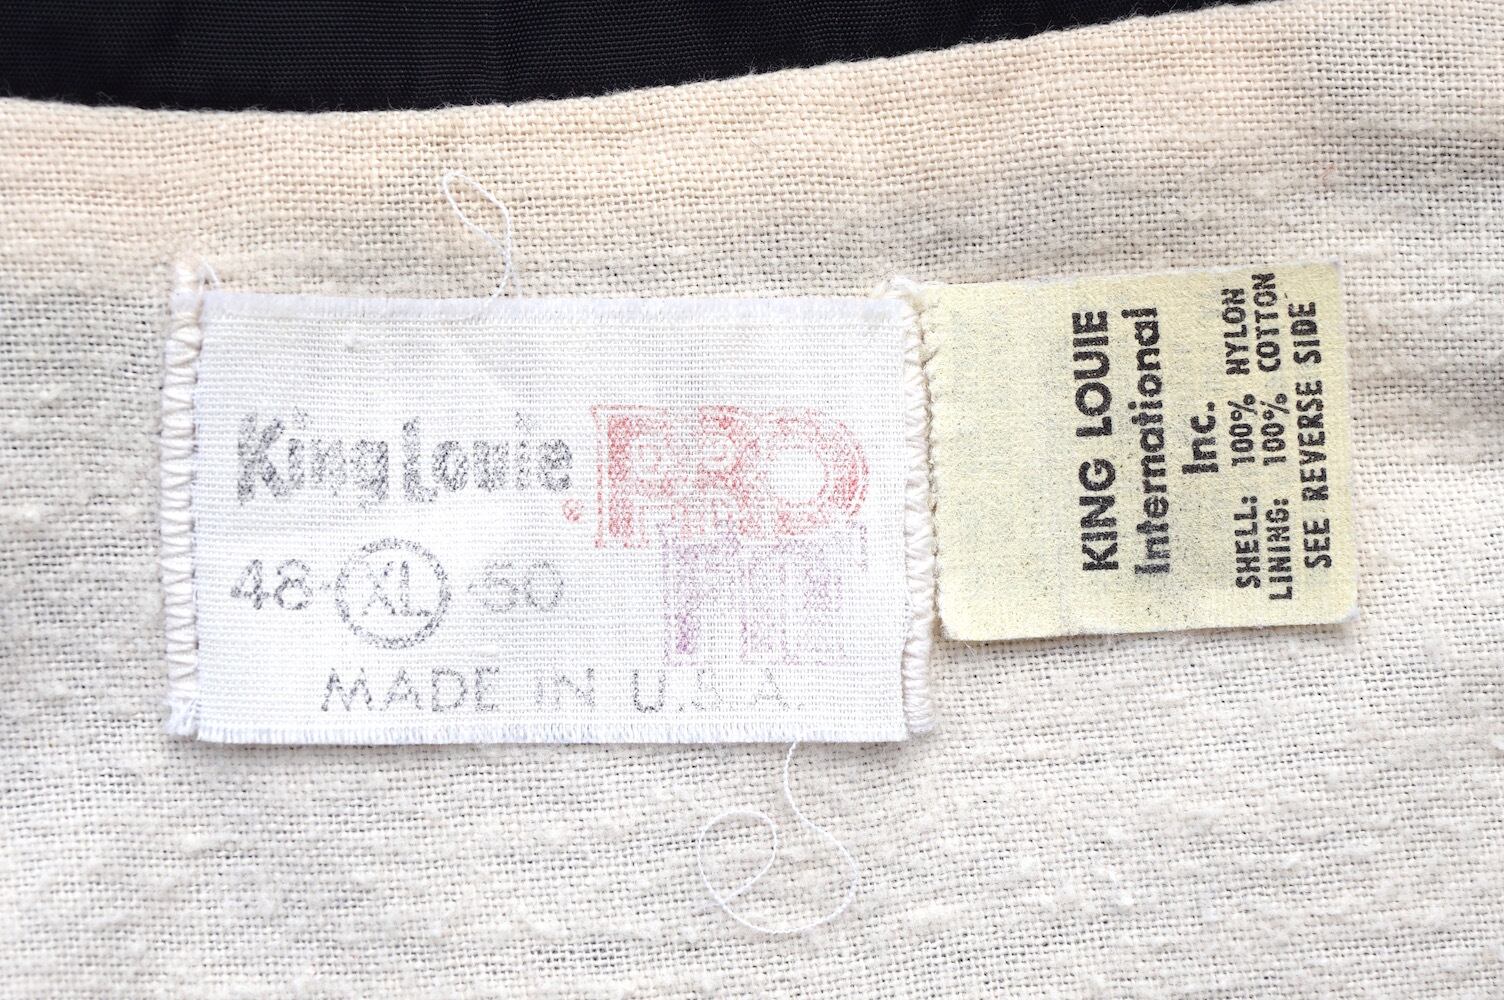 King Louie PRO
FIT
48-XL-50
MADE IN U.S.A.
KING LOUIE
International
Inc.
SHELL: 100% NYLON
LINING: 100% COTTON
SEE REVERSE SIDE